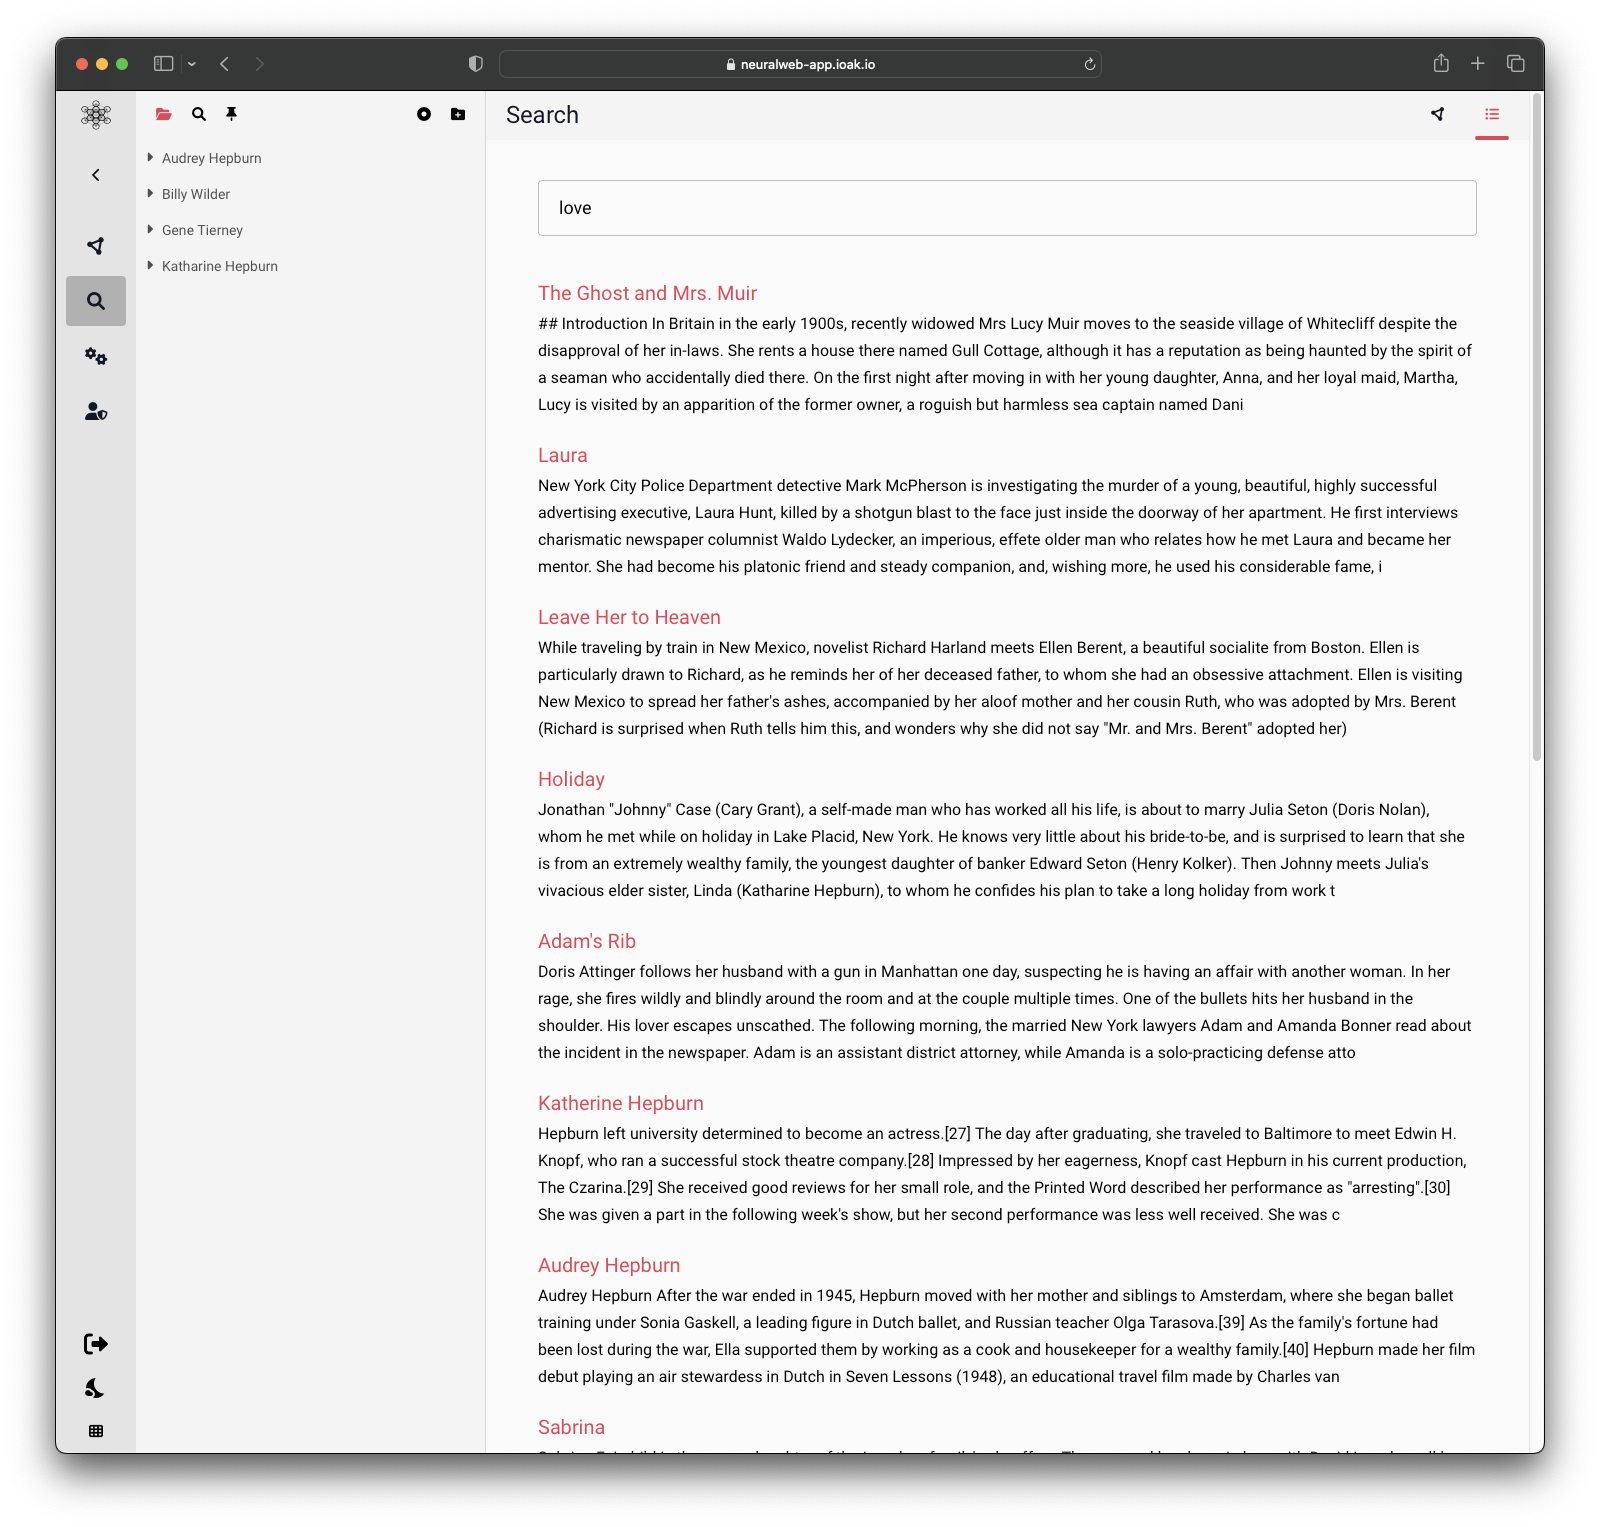 neuralweb-app.ioak.io
Audrey Hepburn
Billy Wilder
Gene Tierney
Katharine Hepburn
Search
love
The Ghost and Mrs. Muir
## Introduction In Britain in the early 1900s, recently widowed Mrs Lucy Muir moves to the seaside village of Whitecliff despite the
disapproval of her in-laws. She rents a house there named Gull Cottage, although it has a reputation as being haunted by the spirit of
a seaman who accidentally died there. On the first night after moving in with her young daughter, Anna, and her loyal maid, Martha,
Lucy is visited by an apparition of the former owner, a roguish but harmless sea captain named Dani
Laura
New York City Police Department detective Mark McPherson is investigating the murder of a young, beautiful, highly successful
advertising executive, Laura Hunt, killed by a shotgun blast to the face just inside the doorway of her apartment. He first interviews
charismatic newspaper columnist Waldo Lydecker, an imperious, effete older man who relates how he met Laura and became her
mentor. She had become his platonic friend and steady companion, and, wishing more, he used his considerable fame, i
Leave Her to Heaven
While traveling by train in New Mexico, novelist Richard Harland meets Ellen Berent, a beautiful socialite from Boston. Ellen is
particularly drawn to Richard, as he reminds her of her deceased father, to whom she had an obsessive attachment. Ellen is visiting
New Mexico to spread her father's ashes, accompanied by her aloof mother and her cousin Ruth, who was adopted by Mrs. Berent
(Richard is surprised when Ruth tells him this, and wonders why she did not say "Mr. and Mrs. Berent" adopted her)
Holiday
Jonathan "Johnny" Case (Cary Grant), a self-made man who has worked all his life, is about to marry Julia Seton (Doris Nolan),
whom he met while on holiday in Lake Placid, New York. He knows very little about his bride-to-be, and is surprised to learn that she
is from an extremely wealthy family, the youngest daughter of banker Edward Seton (Henry Kolker). Then Johnny meets Julia's
vivacious elder sister, Linda (Katharine Hepburn), to whom he confides his plan to take a long holiday from work t
Adam's Rib
Doris Attinger follows her husband with a gun in Manhattan one day, suspecting he is having an affair with another woman. In her
rage, she fires wildly and blindly around the room and at the couple multiple times. One of the bullets hits her husband in the
shoulder. His lover escapes unscathed. The following morning, the married New York lawyers Adam and Amanda Bonner read about
the incident in the newspaper. Adam is an assistant district attorney, while Amanda is a solo-practicing defense atto
Katherine Hepburn
Hepburn left university determined to become an actress.[27] The day after graduating, she traveled to Baltimore to meet Edwin H.
Knopf, who ran a successful stock theatre company.[28] Impressed by her eagerness, Knopf cast Hepburn in his current production,
The Czarina.[29] She received good reviews for her small role, and the Printed Word described her performance as "arresting".[30]
She was given a part in the following week's show, but her second performance was less well received. She was c
Audrey Hepburn
Audrey Hepburn After the war ended in 1945, Hepburn moved with her mother and siblings to Amsterdam, where she began ballet
training under Sonia Gaskell, a leading figure in Dutch ballet, and Russian teacher Olga Tarasova.[39] As the family's fortune had
been lost during the war, Ella supported them by working as a cook and housekeeper for a wealthy family.[40] Hepburn made her film
debut playing an air stewardess in Dutch in Seven Lessons (1948), an educational travel film made by Charles van
Sabrina